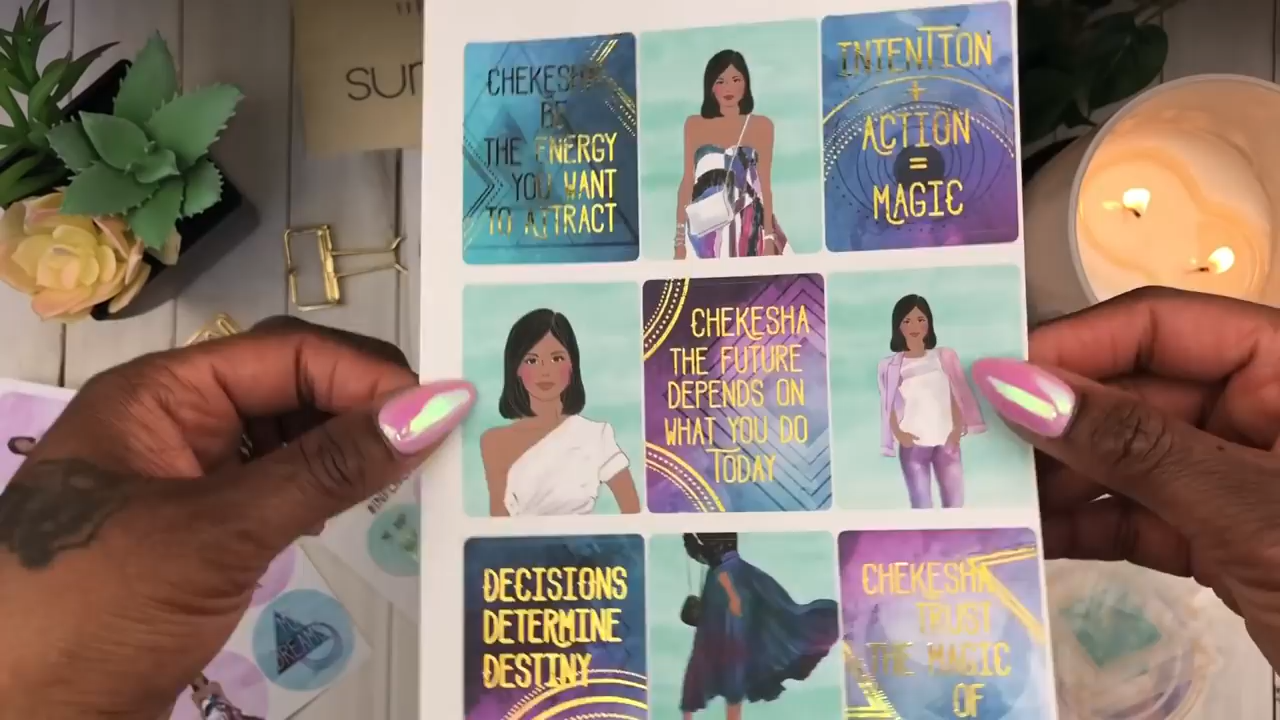 SUR
CHEKESHA
BE
THE ENERGY
YOU WANT
TO ATTRACT
INTENTION
+
ACTION
=
MAGIC
CHEKESHA
THE FUTURE
DEPENDS ON
WHAT YOU DO
TODAY
DECISIONS
DETERMINE
DESTINY
CHEKESHA
TRUST
THE MAGIC
OF
DREAM